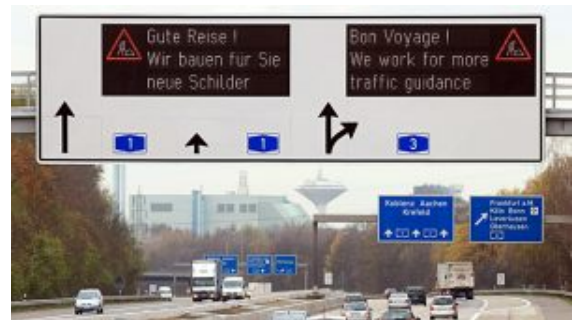 Gute Reise !
Wir bauen für Sie
neue Schilder
Bon Voyage !
We work for more
traffic guidance
1
1
3
Koblenz Aachen
Krefeld
Frankfurt a.M
Köln Bonn
Leverkusen
Oberhausen